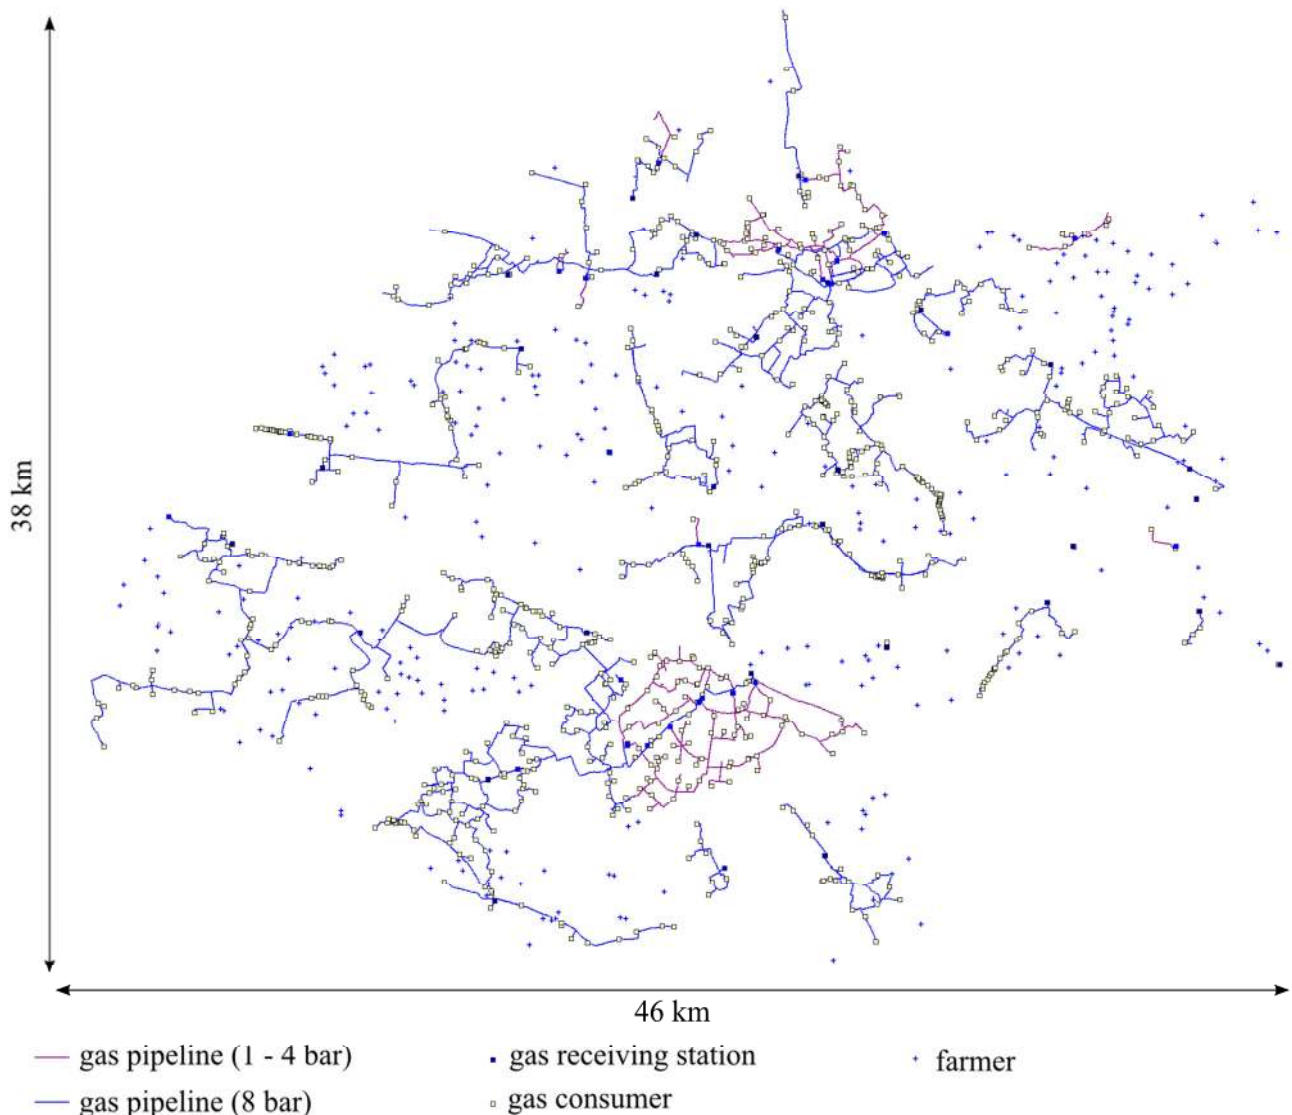 38 km
46 km
gas pipeline (1 - 4 bar)
gas receiving station
farmer
gas pipeline (8 bar)
gas consumer